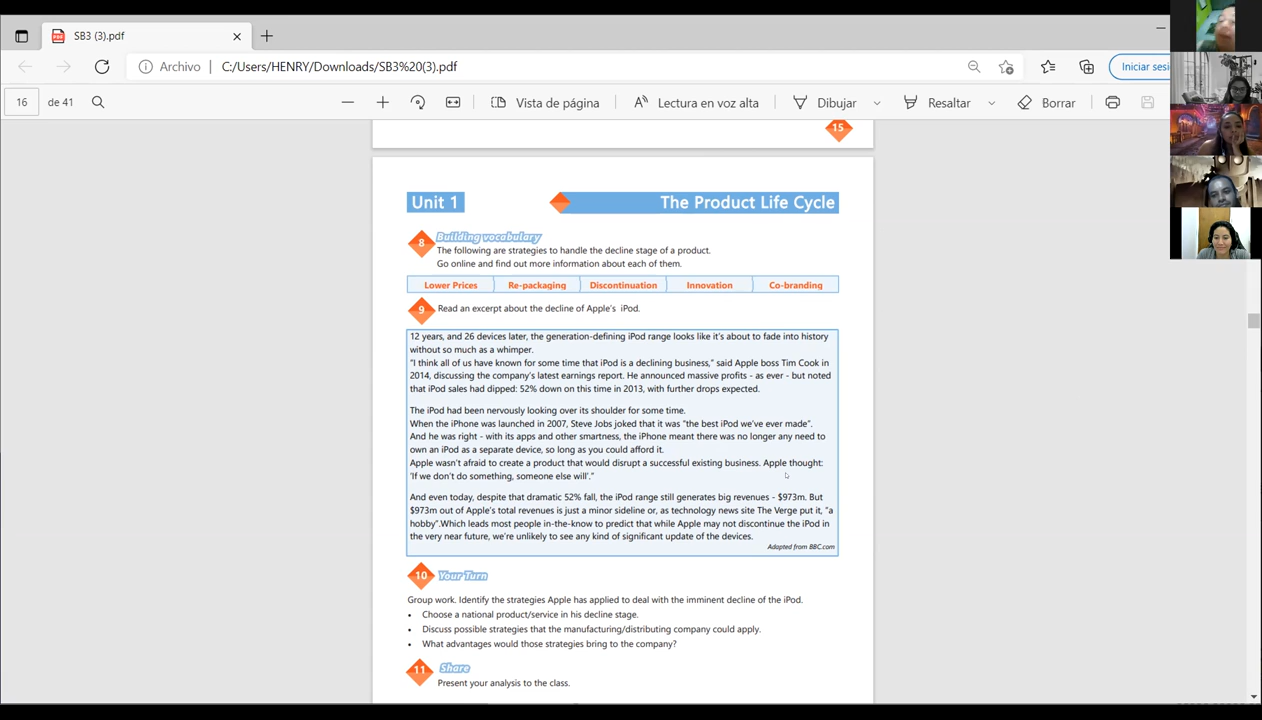 SB3 (3).pdf
Archivo
C:/Users/HENRY/Downloads/SB3%20(3).pdf
Iniciar sesi
16
de 41
Vista de página
Lectura en voz alta
Dibujar
Resaltar
Borrar
15
Unit 1
The Product Life Cycle
8
Building vocabulary
The following are strategies to handle the decline stage of a product.
Go online and find out more information about each of them.
Lower Prices
Re-packaging
Discontinuation
Innovation
Co-branding
9
Read an excerpt about the decline of Apple's iPod.
12 years, and 26 devices later, the generation-defining iPod range looks like it's about to fade into history
without so much as a whimper.
"I think all of us have known for some time that iPod is a declining business," said Apple boss Tim Cook in
2014, discussing the company's latest earnings report. He announced massive profits - as ever - but noted
that iPod sales had dipped: 52% down on this time in 2013, with further drops expected.
The iPod had been nervously looking over its shoulder for some time.
When the iPhone was launched in 2007, Steve Jobs joked that it was "the best iPod we've ever made".
And he was right - with its apps and other smartness, the iPhone meant there was no longer any need to
own an iPod as a separate device, so long as you could afford it.
Apple wasn't afraid to create a product that would disrupt a successful existing business. Apple thought:
'If we don't do something, someone else will'."
And even today, despite that dramatic 52% fall, the iPod range still generates big revenues - $973m. But
$973m out of Apple's total revenues is just a minor sideline or, as technology news site The Verge put it, "a
hobby".Which leads most people in-the-know to predict that while Apple may not discontinue the iPod in
the very near future, we're unlikely to see any kind of significant update of the devices.
Adapted from BBC.com
10
Your Turn
Group work. Identify the strategies Apple has applied to deal with the imminent decline of the iPod.
• Choose a national product/service in his decline stage.
• Discuss possible strategies that the manufacturing/distributing company could apply.
• What advantages would those strategies bring to the company?
11
Share
Present your analysis to the class.